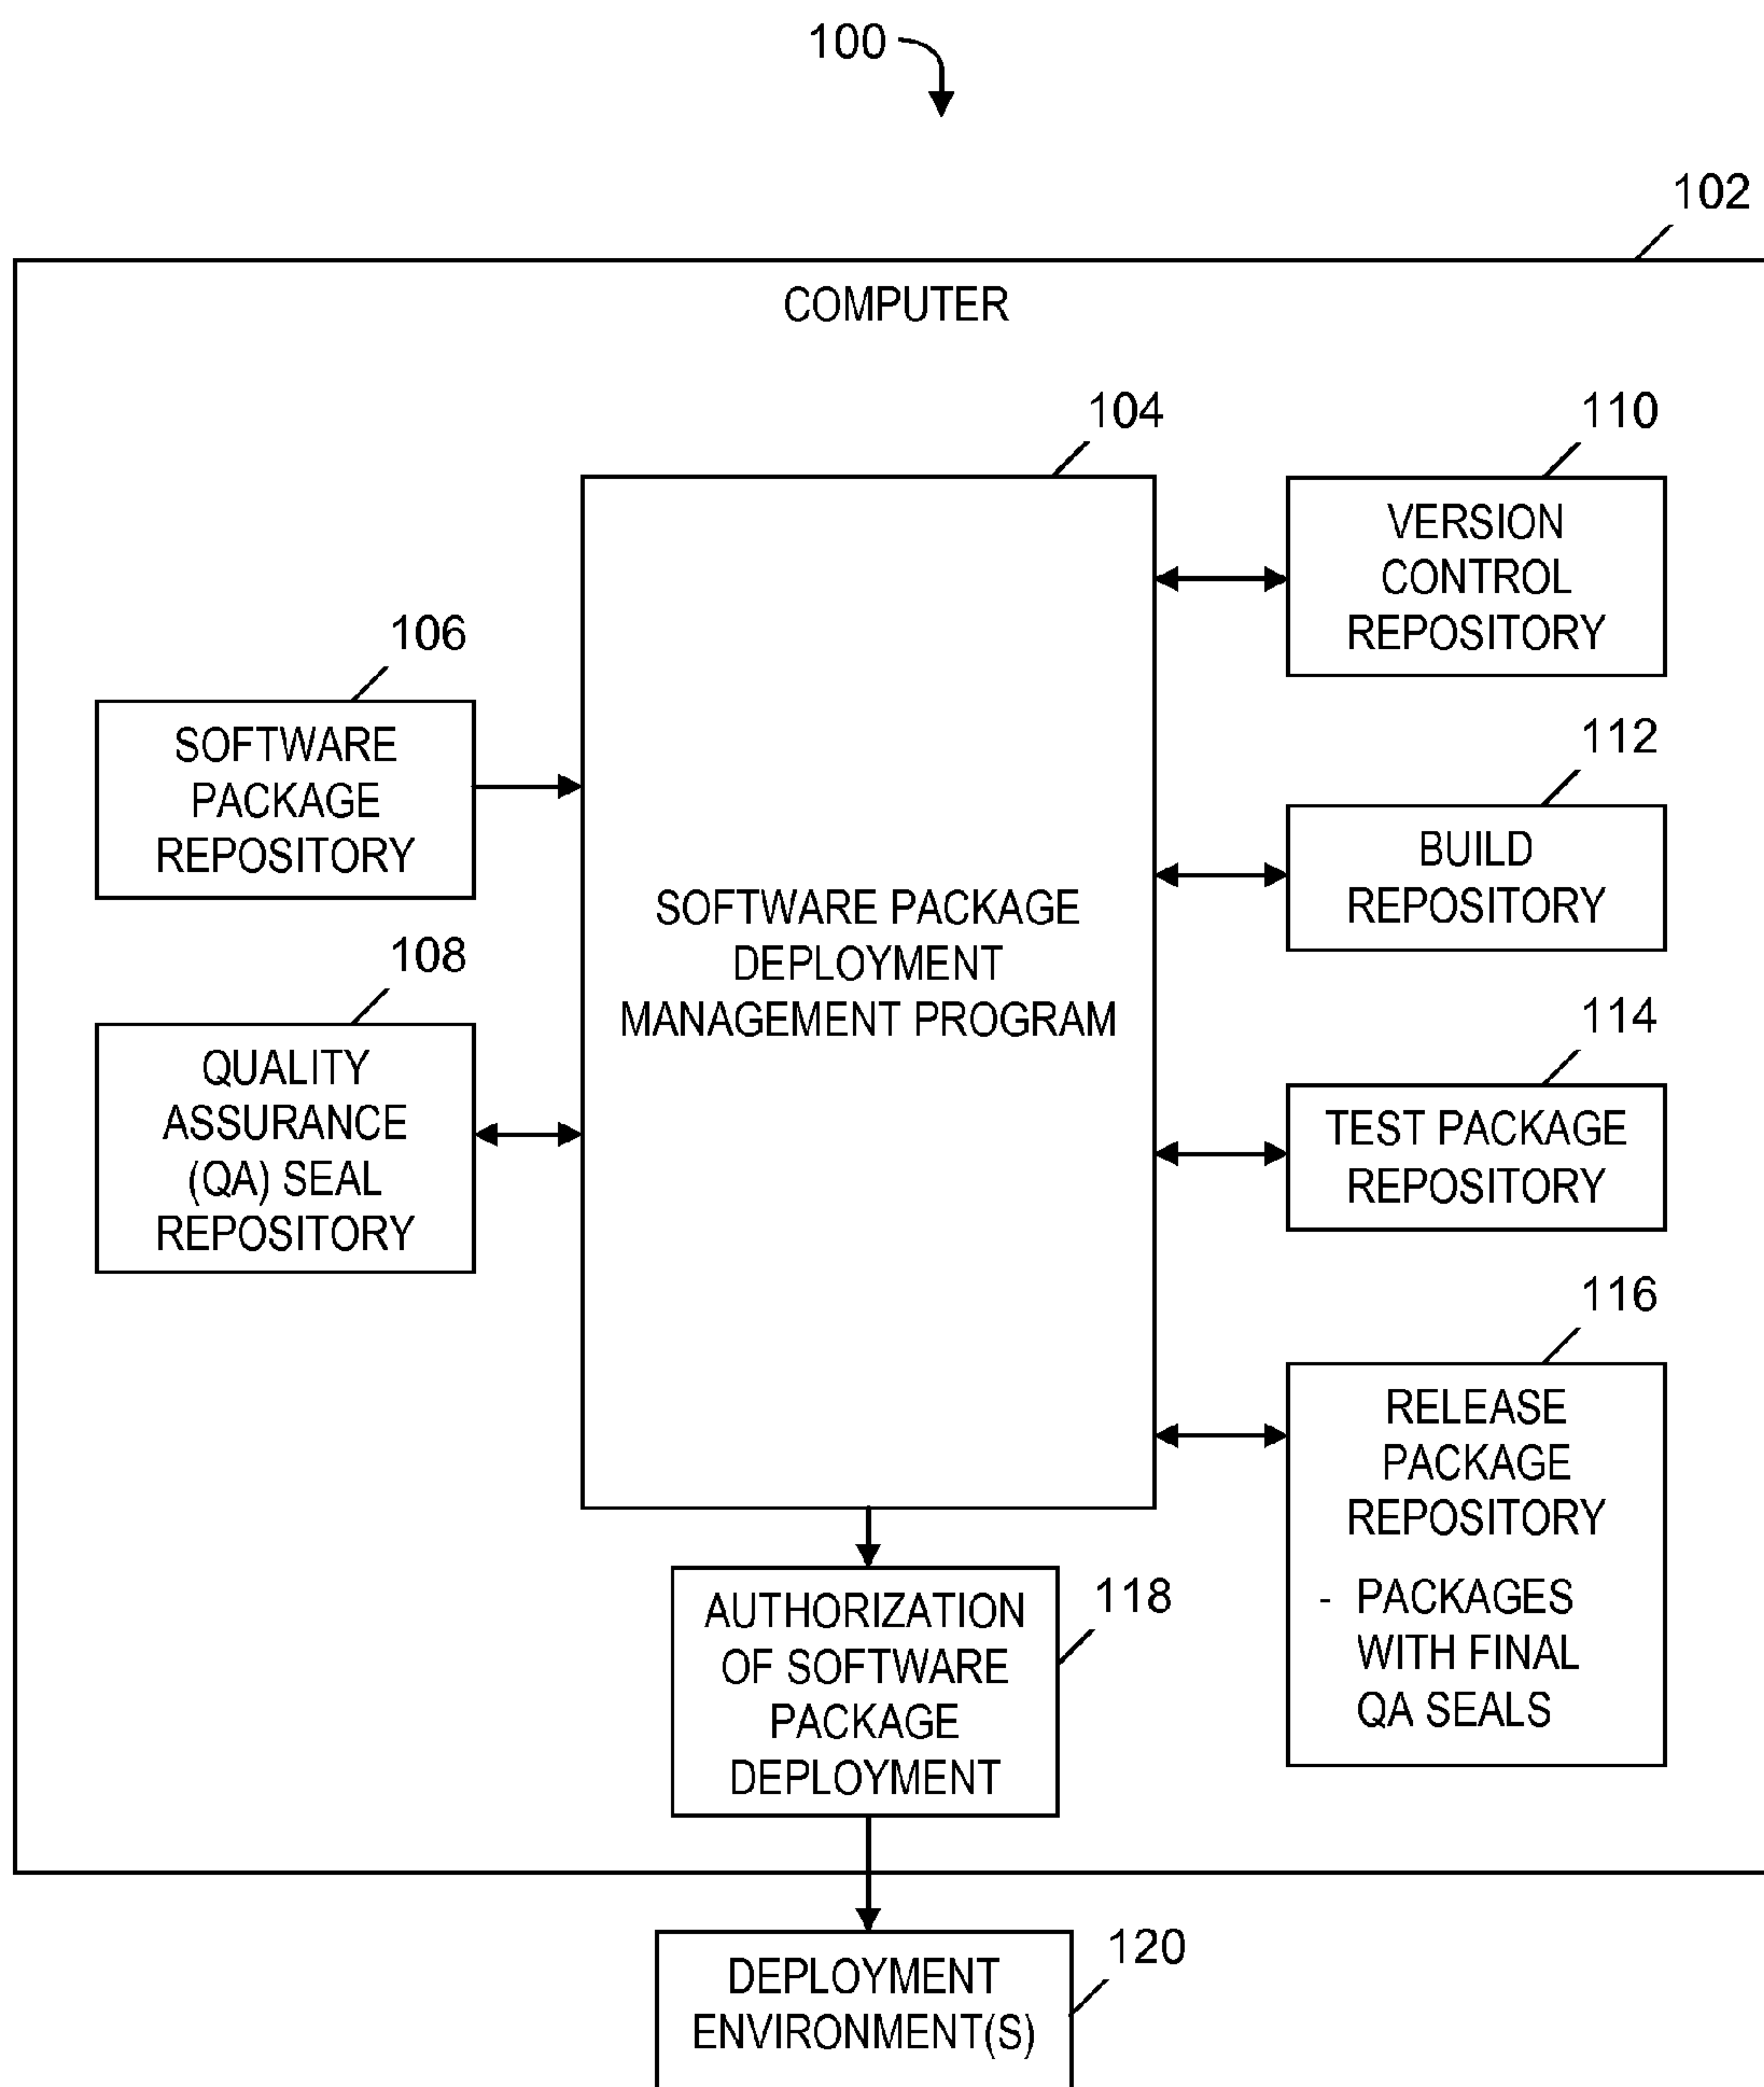 100
102
COMPUTER
104
110
VERSION
CONTROL
REPOSITORY
106
SOFTWARE
PACKAGE
REPOSITORY
112
BUILD
REPOSITORY
SOFTWARE PACKAGE
DEPLOYMENT
MANAGEMENT PROGRAM
108
QUALITY
ASSURANCE
(QA) SEAL
REPOSITORY
114
TEST PACKAGE
REPOSITORY
116
RELEASE
PACKAGE
REPOSITORY
- PACKAGES
WITH FINAL
QA SEALS
118
AUTHORIZATION
OF SOFTWARE
PACKAGE
DEPLOYMENT
120
DEPLOYMENT
ENVIRONMENT(S)